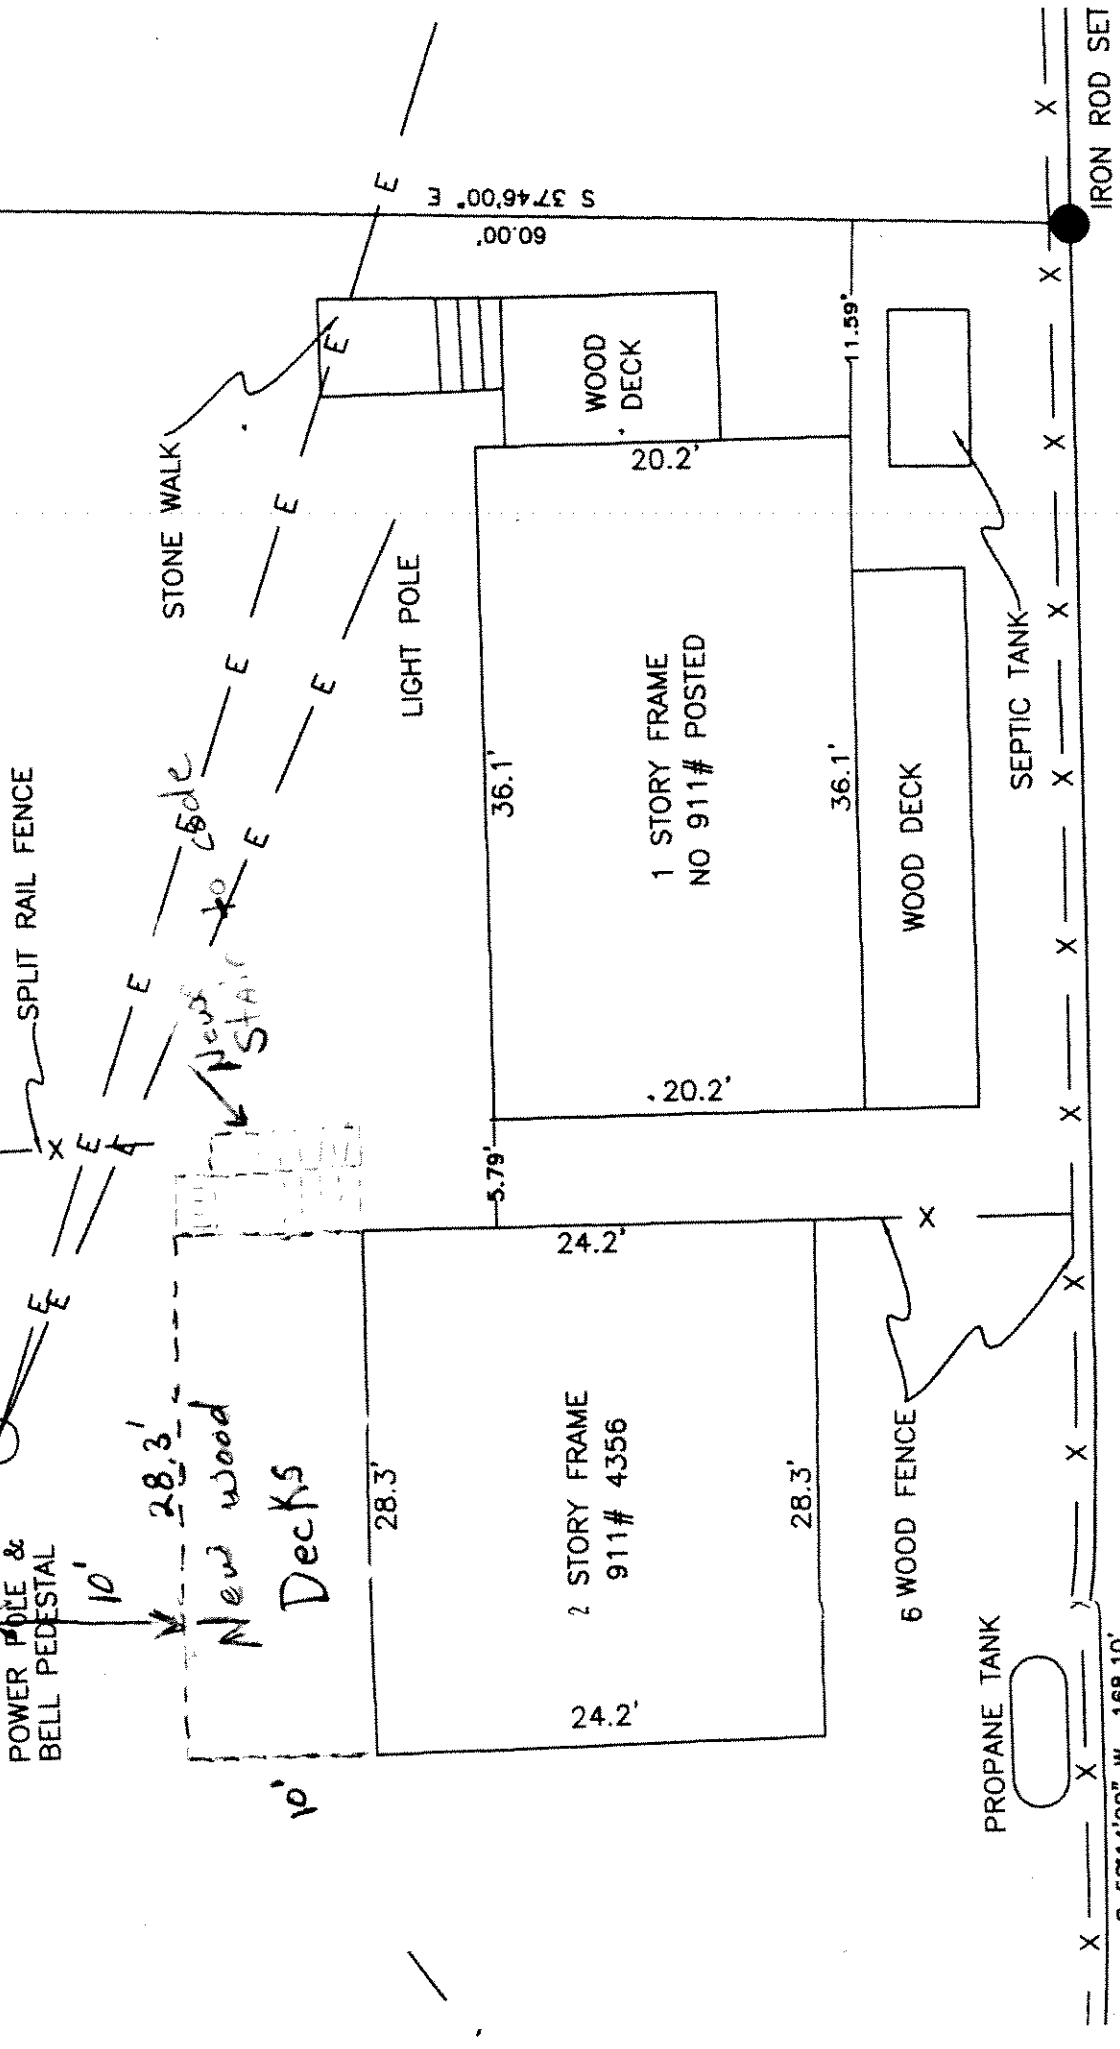 POWER POLE &
BELL PEDESTAL
10'
SPLIT RAIL FENCE
STONE WALK
LIGHT POLE
28.3'
New wood
Decks
10'
New
Stair to
code
S 37°46'00" E
60.00'
28.3'
24.2'
2 STORY FRAME
911# 4356
24.2'
28.3'
5.79'
36.1'
20.2'
1 STORY FRAME
NO 911# POSTED
20.2'
36.1'
WOOD
DECK
11.59'
WOOD DECK
SEPTIC TANK
6 WOOD FENCE
PROPANE TANK
IRON ROD SET
W 168.10'
E
E
E
E
E
E
E
E
E
E
E
E
X
X
X
X
X
X
X
X
X
X
X
X
X